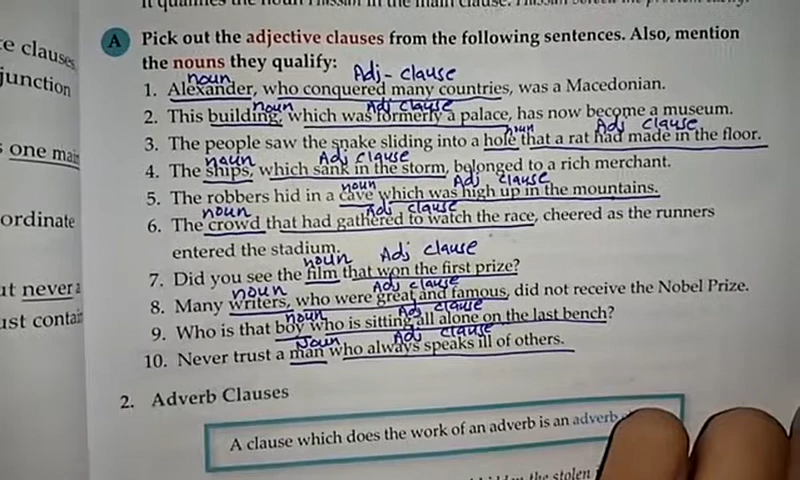 It qualifies the noun
e clauses
junction
s one main
ordinate
ut never a
ust contain
A Pick out the adjective clauses from the following sentences. Also, mention
the nouns they qualify:
noun Adj - clause
1. Alexander, who conquered many countries, was a Macedonian.
noun Adj clause
2. This building, which was formerly a palace, has now become a museum.
noun Adj clause
3. The people saw the snake sliding into a hole that a rat had made in the floor.
noun Adj clause
4. The ships, which sank in the storm, belonged to a rich merchant.
noun Adj clause
5. The robbers hid in a cave which was high up in the mountains.
noun Adj clause
6. The crowd that had gathered to watch the race, cheered as the runners
entered the stadium.
noun Adj clause
7. Did you see the film that won the first prize?
noun Adj clause
8. Many writers, who were great and famous, did not receive the Nobel Prize.
noun Adj clause
9. Who is that boy who is sitting all alone on the last bench?
Noun Adj clause
10. Never trust a man who always speaks ill of others.
2. Adverb Clauses
A clause which does the work of an adverb is an adverb
the stolen